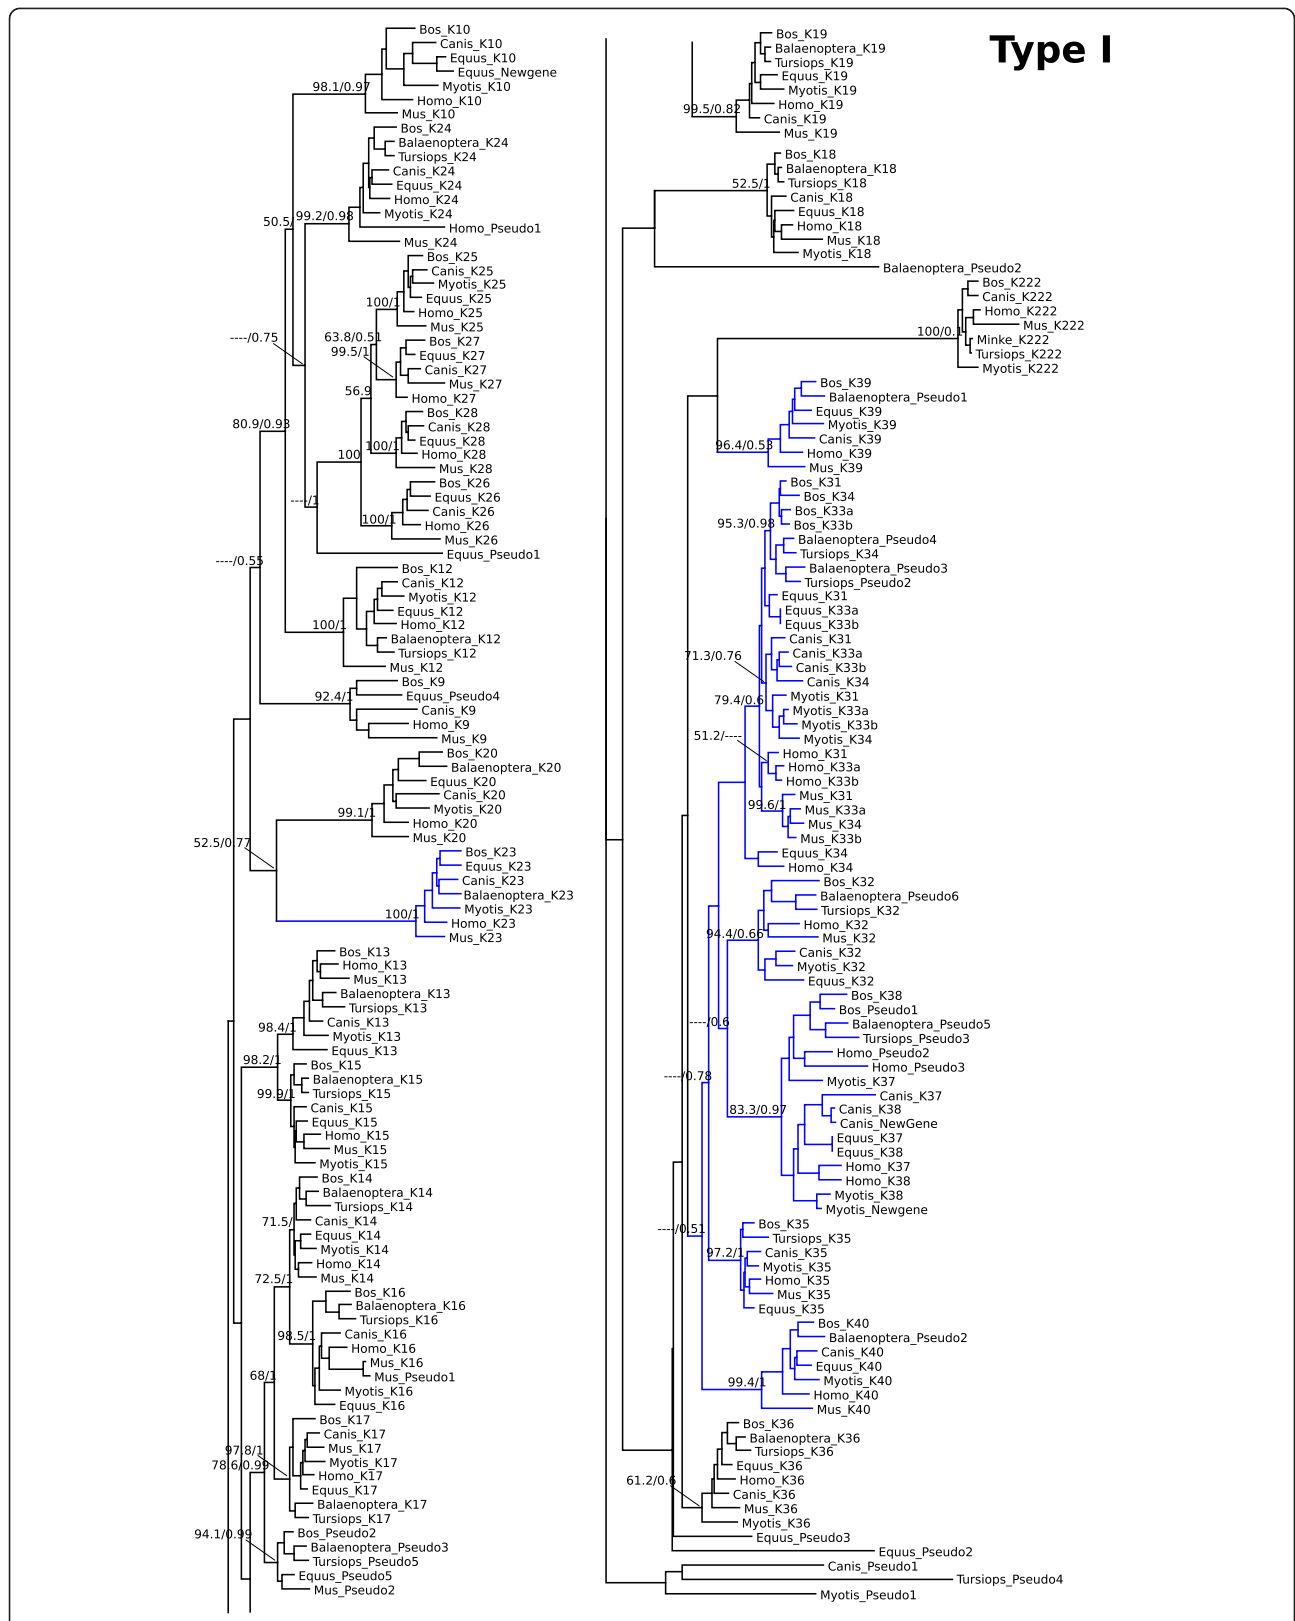 Type I
Bos_K10
Canis_K10
Equus_K10
Equus_Newgene
Myotis_K10
98.1/0.97
Homo_K10
Mus_K10
Bos_K24
Balaenoptera_K24
Tursiops_K24
Canis_K24
Equus_K24
Homo_K24
Myotis_K24
50.5/
99.2/0.98
Homo_Pseudo1
Mus_K24
Bos_K25
Canis_K25
Myotis_K25
Equus_K25
100/1
Homo_K25
Mus_K25
----/0.75
63.8/0.51
Bos_K27
99.5/1
Equus_K27
Canis_K27
Mus_K27
56.9
Homo_K27
Bos_K28
80.9/0.93
Canis_K28
Equus_K28
100/1
Homo_K28
100
Mus_K28
Bos_K26
----/1
Equus_K26
Canis_K26
100/1
Homo_K26
Mus_K26
Equus_Pseudo1
----/0.55
Bos_K12
Canis_K12
Myotis_K12
Equus_K12
100/1
Homo_K12
Balaenoptera_K12
Tursiops_K12
Mus_K12
Bos_K9
92.4/1
Equus_Pseudo4
Canis_K9
Homo_K9
Mus_K9
Bos_K20
Balaenoptera_K20
Equus_K20
Canis_K20
99.1/1
Myotis_K20
Homo_K20
Mus_K20
52.5/0.77
Bos_K23
Equus_K23
Canis_K23
Balaenoptera_K23
100/1
Myotis_K23
Homo_K23
Mus_K23
Bos_K13
Homo_K13
Mus_K13
Balaenoptera_K13
Tursiops_K13
98.4/1
Canis_K13
Myotis_K13
Equus_K13
98.2/1
Bos_K15
Balaenoptera_K15
99.9/1
Tursiops_K15
Canis_K15
Equus_K15
Homo_K15
Mus_K15
Myotis_K15
Bos_K14
Balaenoptera_K14
Tursiops_K14
71.5/
Canis_K14
Equus_K14
Myotis_K14
Homo_K14
72.5/1
Mus_K14
Bos_K16
Balaenoptera_K16
Tursiops_K16
98.5/1
Canis_K16
Homo_K16
Mus_K16
68/1
Mus_Pseudo1
Myotis_K16
Equus_K16
Bos_K17
Canis_K17
97.8/1
Mus_K17
78.6/0.99
Myotis_K17
Homo_K17
Equus_K17
Balaenoptera_K17
Tursiops_K17
94.1/0.99
Bos_Pseudo2
Balaenoptera_Pseudo3
Tursiops_Pseudo5
Equus_Pseudo5
Mus_Pseudo2
Bos_K19
Balaenoptera_K19
Tursiops_K19
Equus_K19
Myotis_K19
99.5/0.82
Homo_K19
Canis_K19
Mus_K19
Bos_K18
Balaenoptera_K18
52.5/1
Tursiops_K18
Canis_K18
Equus_K18
Homo_K18
Mus_K18
Myotis_K18
Balaenoptera_Pseudo2
Bos_K222
Canis_K222
Homo_K222
Mus_K222
100/0.1
Minke_K222
Tursiops_K222
Myotis_K222
Bos_K39
Balaenoptera_Pseudo1
Equus_K39
Myotis_K39
Canis_K39
96.4/0.53
Homo_K39
Mus_K39
Bos_K31
Bos_K34
Bos_K33a
95.3/0.98
Bos_K33b
Balaenoptera_Pseudo4
Tursiops_K34
Balaenoptera_Pseudo3
Tursiops_Pseudo2
Equus_K31
Equus_K33a
Equus_K33b
Canis_K31
71.3/0.76
Canis_K33a
Canis_K33b
Canis_K34
79.4/0.6
Myotis_K31
Myotis_K33a
Myotis_K33b
51.2/----
Myotis_K34
Homo_K31
Homo_K33a
Homo_K33b
Mus_K31
99.6/1
Mus_K33a
Mus_K34
Mus_K33b
Equus_K34
Homo_K34
Bos_K32
Balaenoptera_Pseudo6
Tursiops_K32
Homo_K32
94.4/0.66
Mus_K32
Canis_K32
Myotis_K32
Equus_K32
Bos_K38
Bos_Pseudo1
----/0.6
Balaenoptera_Pseudo5
Tursiops_Pseudo3
Homo_Pseudo2
Homo_Pseudo3
----/0.78
Myotis_K37
Canis_K37
83.3/0.97
Canis_K38
Canis_NewGene
Equus_K37
Equus_K38
Homo_K37
Homo_K38
Myotis_K38
Myotis_Newgene
----/0.51
Bos_K35
Tursiops_K35
97.2/1
Canis_K35
Myotis_K35
Homo_K35
Mus_K35
Equus_K35
Bos_K40
Balaenoptera_Pseudo2
Canis_K40
Equus_K40
99.4/1
Myotis_K40
Homo_K40
Mus_K40
Bos_K36
Balaenoptera_K36
Tursiops_K36
Equus_K36
61.2/0.6
Homo_K36
Canis_K36
Mus_K36
Myotis_K36
Equus_Pseudo3
Equus_Pseudo2
Canis_Pseudo1
Tursiops_Pseudo4
Myotis_Pseudo1